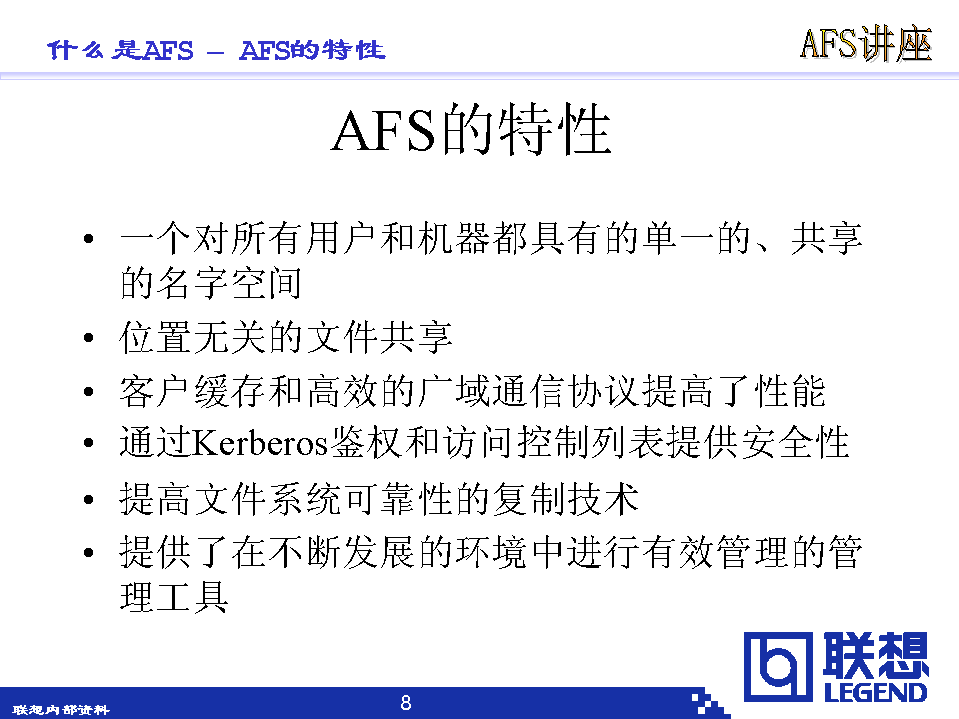 什么是AFS – AFS的特性
AFS讲座
AFS的特性
• 一个对所有用户和机器都具有的单一的、共享
的名字空间
• 位置无关的文件共享
• 客户缓存和高效的广域通信协议提高了性能
• 通过Kerberos鉴权和访问控制列表提供安全性
• 提高文件系统可靠性的复制技术
• 提供了在不断发展的环境中进行有效管理的管
理工具
联想
LEGEND
联想内部资料
8